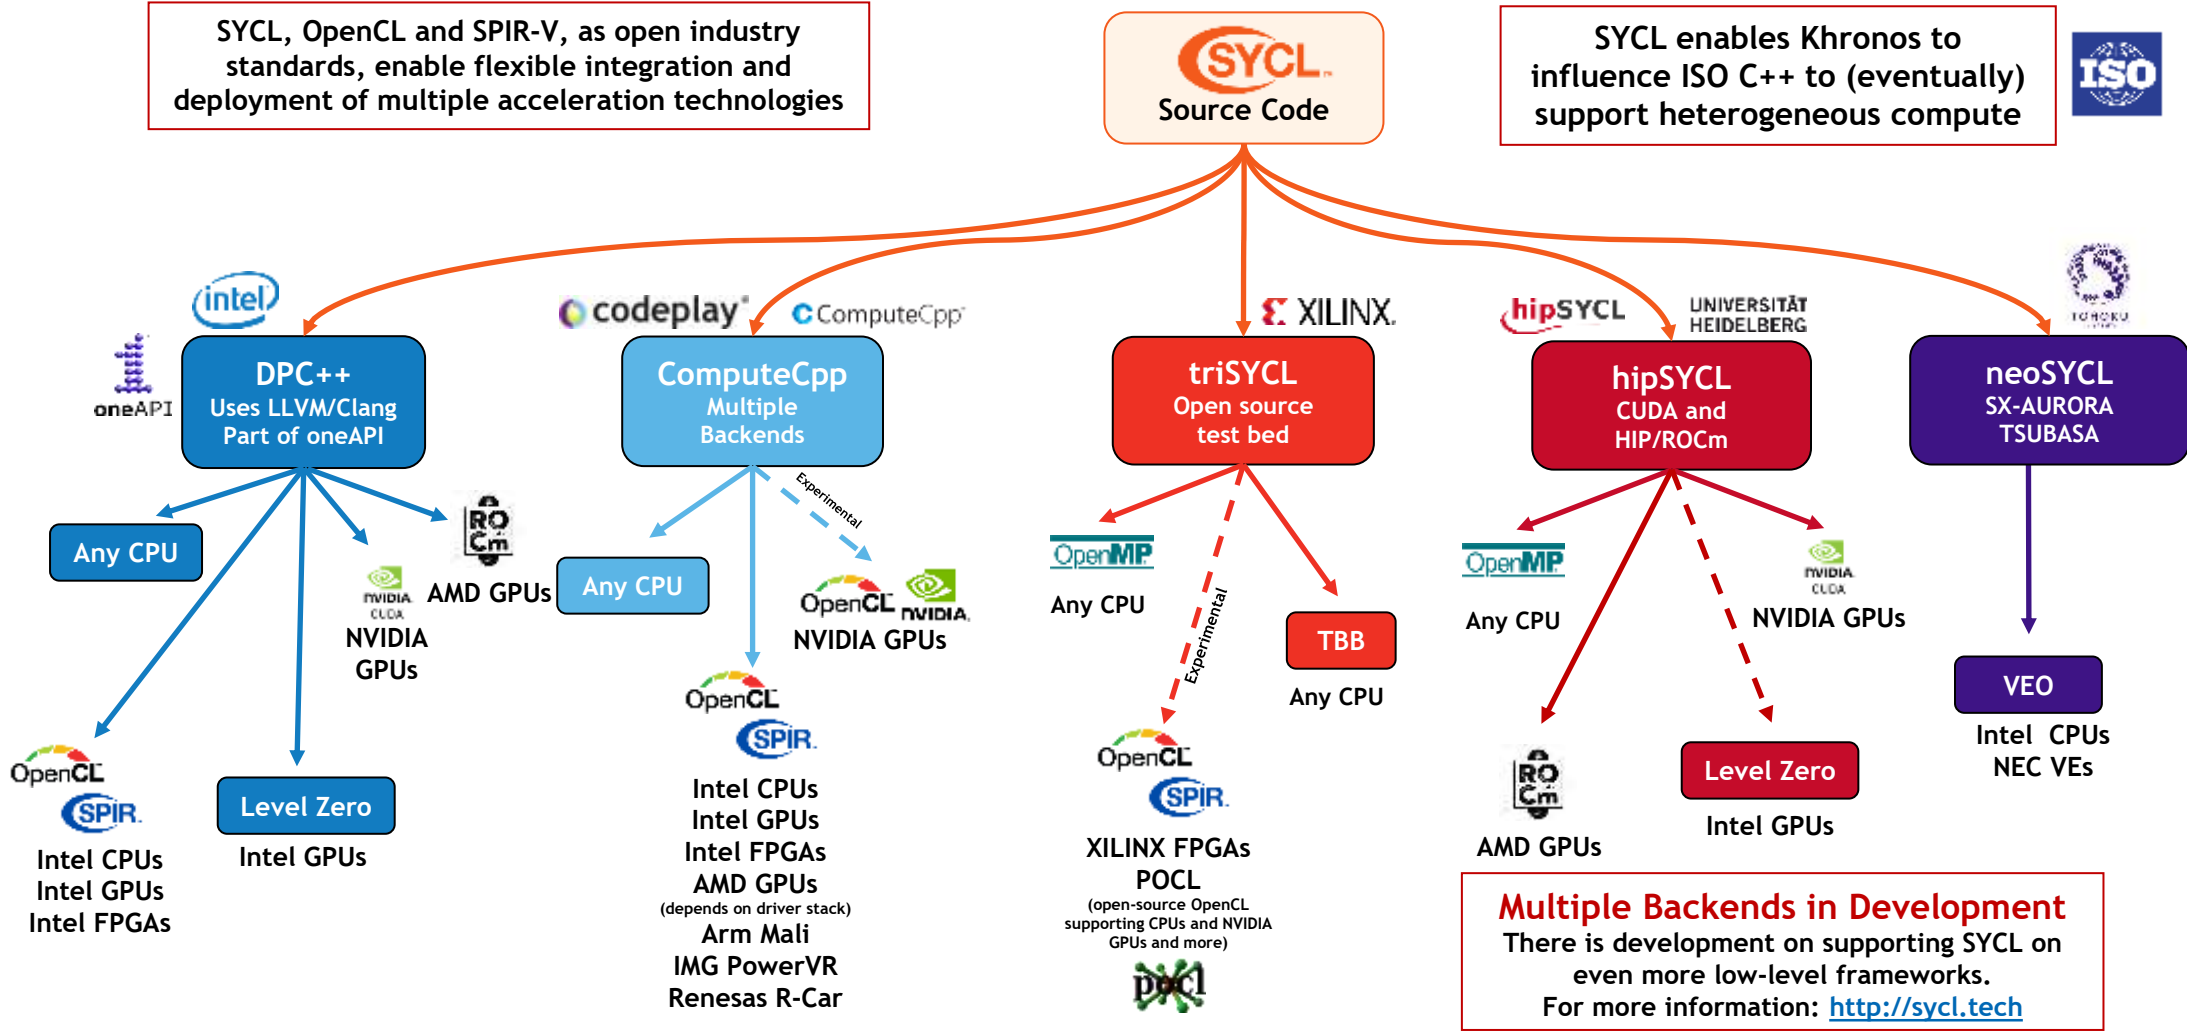 SYCL, OpenCL and SPIR-V, as open industry
standards, enable flexible integration and
deployment of multiple acceleration technologies
SYCL™
Source Code
SYCL enables Khronos to
influence ISO C++ to (eventually)
support heterogeneous compute
ISO
intel
oneAPI
DPC++
Uses LLVM/Clang
Part of oneAPI
codeplay
ComputeCpp
ComputeCpp
Multiple
Backends
XILINX
triSYCL
Open source
test bed
hipSYCL
UNIVERSITÄT
HEIDELBERG
hipSYCL
CUDA and
HIP/ROCm
TOHOKU
neoSYCL
SX-AURORA
TSUBASA
Any CPU
OpenCL
SPIR.
Intel CPUs
Intel GPUs
Intel FPGAs
Level Zero
Intel GPUs
NVIDIA
CUDA
NVIDIA
GPUs
ROCm
AMD GPUs
Any CPU
OpenCL
SPIR.
Intel CPUs
Intel GPUs
Intel FPGAs
AMD GPUs
(depends on driver stack)
Arm Mali
IMG PowerVR
Renesas R-Car
Experimental
OpenCL
NVIDIA.
NVIDIA GPUs
OpenMP
Any CPU
Experimental
OpenCL
SPIR.
XILINX FPGAs
POCL
(open-source OpenCL
supporting CPUs and NVIDIA
GPUs and more)
pocl
TBB
Any CPU
OpenMP
Any CPU
ROCm
AMD GPUs
Level Zero
Intel GPUs
NVIDIA
CUDA
NVIDIA GPUs
VEO
Intel CPUs
NEC VEs
Multiple Backends in Development
There is development on supporting SYCL on
even more low-level frameworks.
For more information: http://sycl.tech